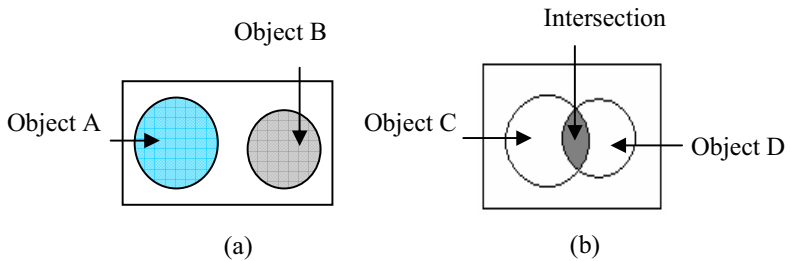 Object B
Object A
(a)
Intersection
Object C
Object D
(b)